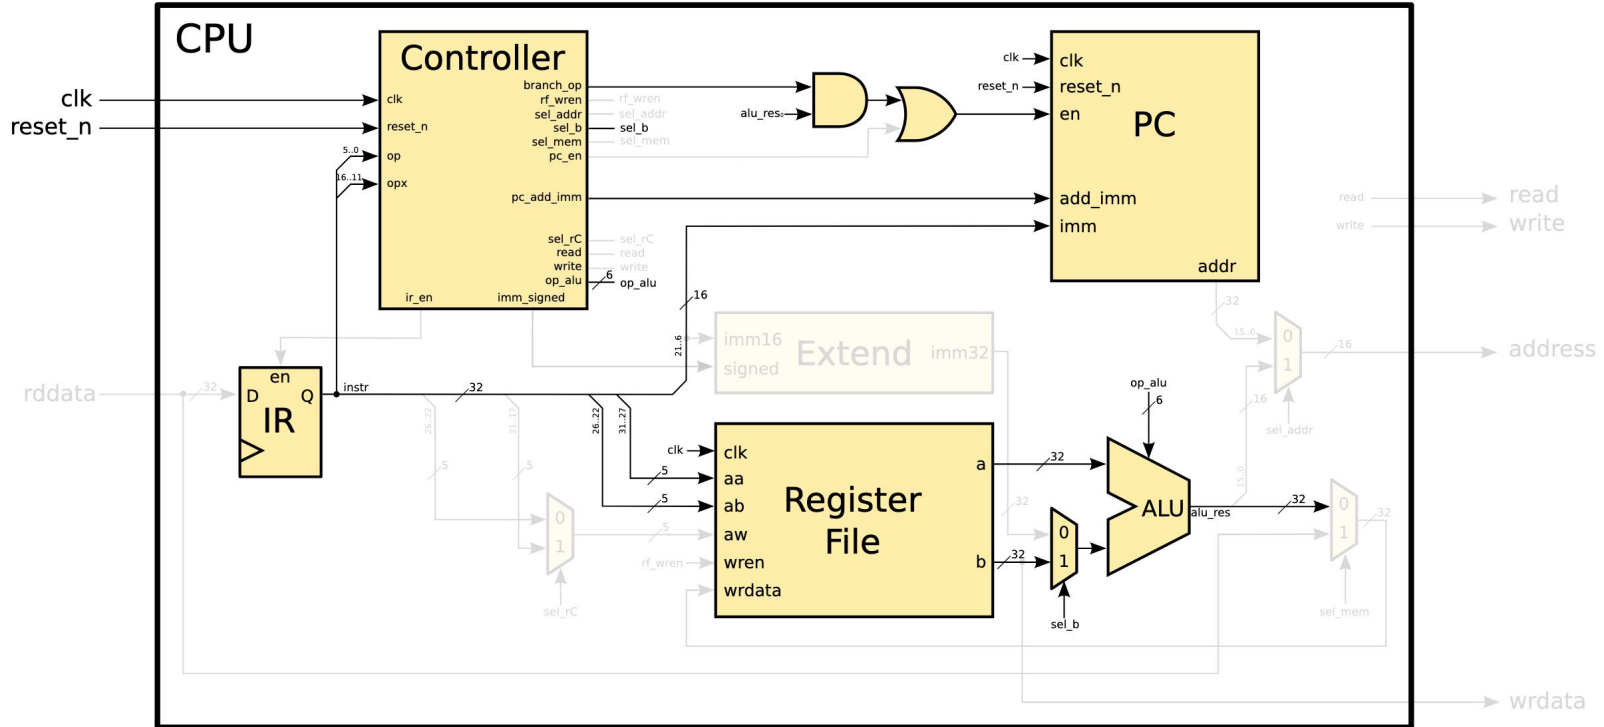 CPU
Controller
clk
reset_n
clk
reset_n
op
opx
5..0
16..11
branch_op
rf_wren
sel_addr
sel_b
sel_mem
pc_en
pc_add_imm
sel_rC
read
write
op_alu
ir_en
imm_signed
rf_wren
sel_addr
sel_b
sel_mem
sel_rC
read
write
6
op_alu
alu_res₀
clk
reset_n
clk
reset_n
en
PC
add_imm
imm
addr
read
write
read
write
16
21..6
imm16
signed
Extend
imm32
32
15..0
0
1
16
address
sel_addr
16
15..0
rddata
32
en
D
Q
IR
instr
32
26..22
21..17
26..22
31..27
5
5
0
1
sel_rC
5
rf_wren
clk
5
5
clk
aa
ab
aw
wren
wrdata
Register
File
a
b
32
32
32
0
1
sel_b
op_alu
6
ALU
alu_res
32
0
1
32
sel_mem
wrdata